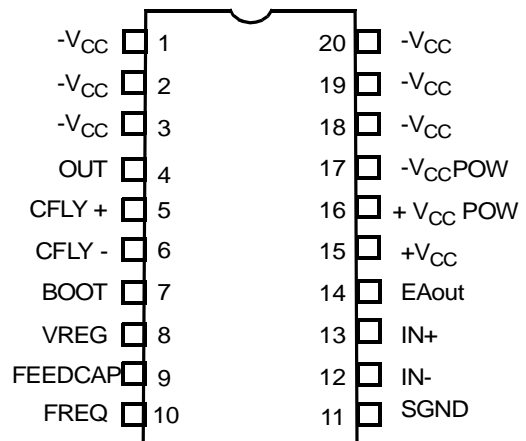 -VCC 1 20 -VCC
-VCC 2 19 -VCC
-VCC 3 18 -VCC
OUT 4 17 -VCCPOW
CFLY + 5 16 + VCC POW
CFLY - 6 15 +VCC
BOOT 7 14 EAout
VREG 8 13 IN+
FEEDCAP 9 12 IN-
FREQ 10 11 SGND